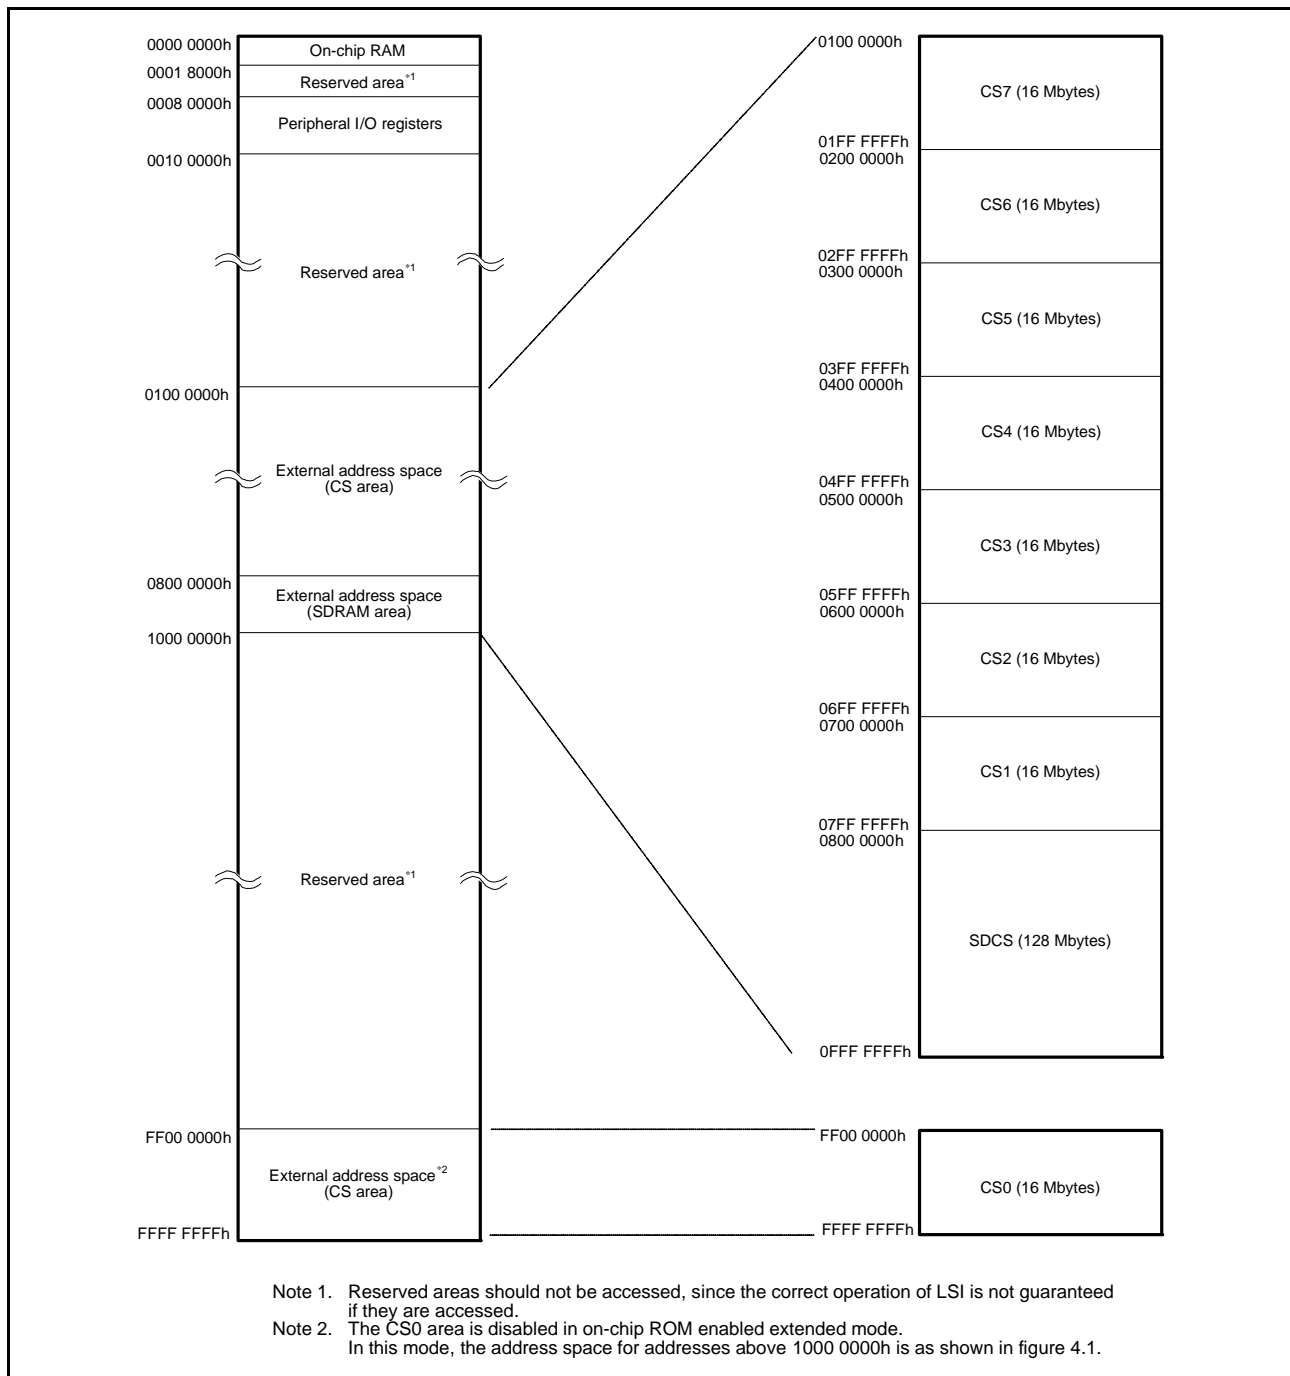 0000 0000h
On-chip RAM
0001 8000h
Reserved area*1
0008 0000h
Peripheral I/O registers
0010 0000h
Reserved area*1
0100 0000h
External address space
(CS area)
0800 0000h
External address space
(SDRAM area)
1000 0000h
Reserved area*1
FF00 0000h
External address space*2
(CS area)
FFFF FFFFh
0100 0000h
CS7 (16 Mbytes)
01FF FFFFh
0200 0000h
CS6 (16 Mbytes)
02FF FFFFh
0300 0000h
CS5 (16 Mbytes)
03FF FFFFh
0400 0000h
CS4 (16 Mbytes)
04FF FFFFh
0500 0000h
CS3 (16 Mbytes)
05FF FFFFh
0600 0000h
CS2 (16 Mbytes)
06FF FFFFh
0700 0000h
CS1 (16 Mbytes)
07FF FFFFh
0800 0000h
SDCS (128 Mbytes)
0FFF FFFFh
FF00 0000h
CS0 (16 Mbytes)
FFFF FFFFh
Note 1. Reserved areas should not be accessed, since the correct operation of LSI is not guaranteed
if they are accessed.
Note 2. The CS0 area is disabled in on-chip ROM enabled extended mode.
In this mode, the address space for addresses above 1000 0000h is as shown in figure 4.1.